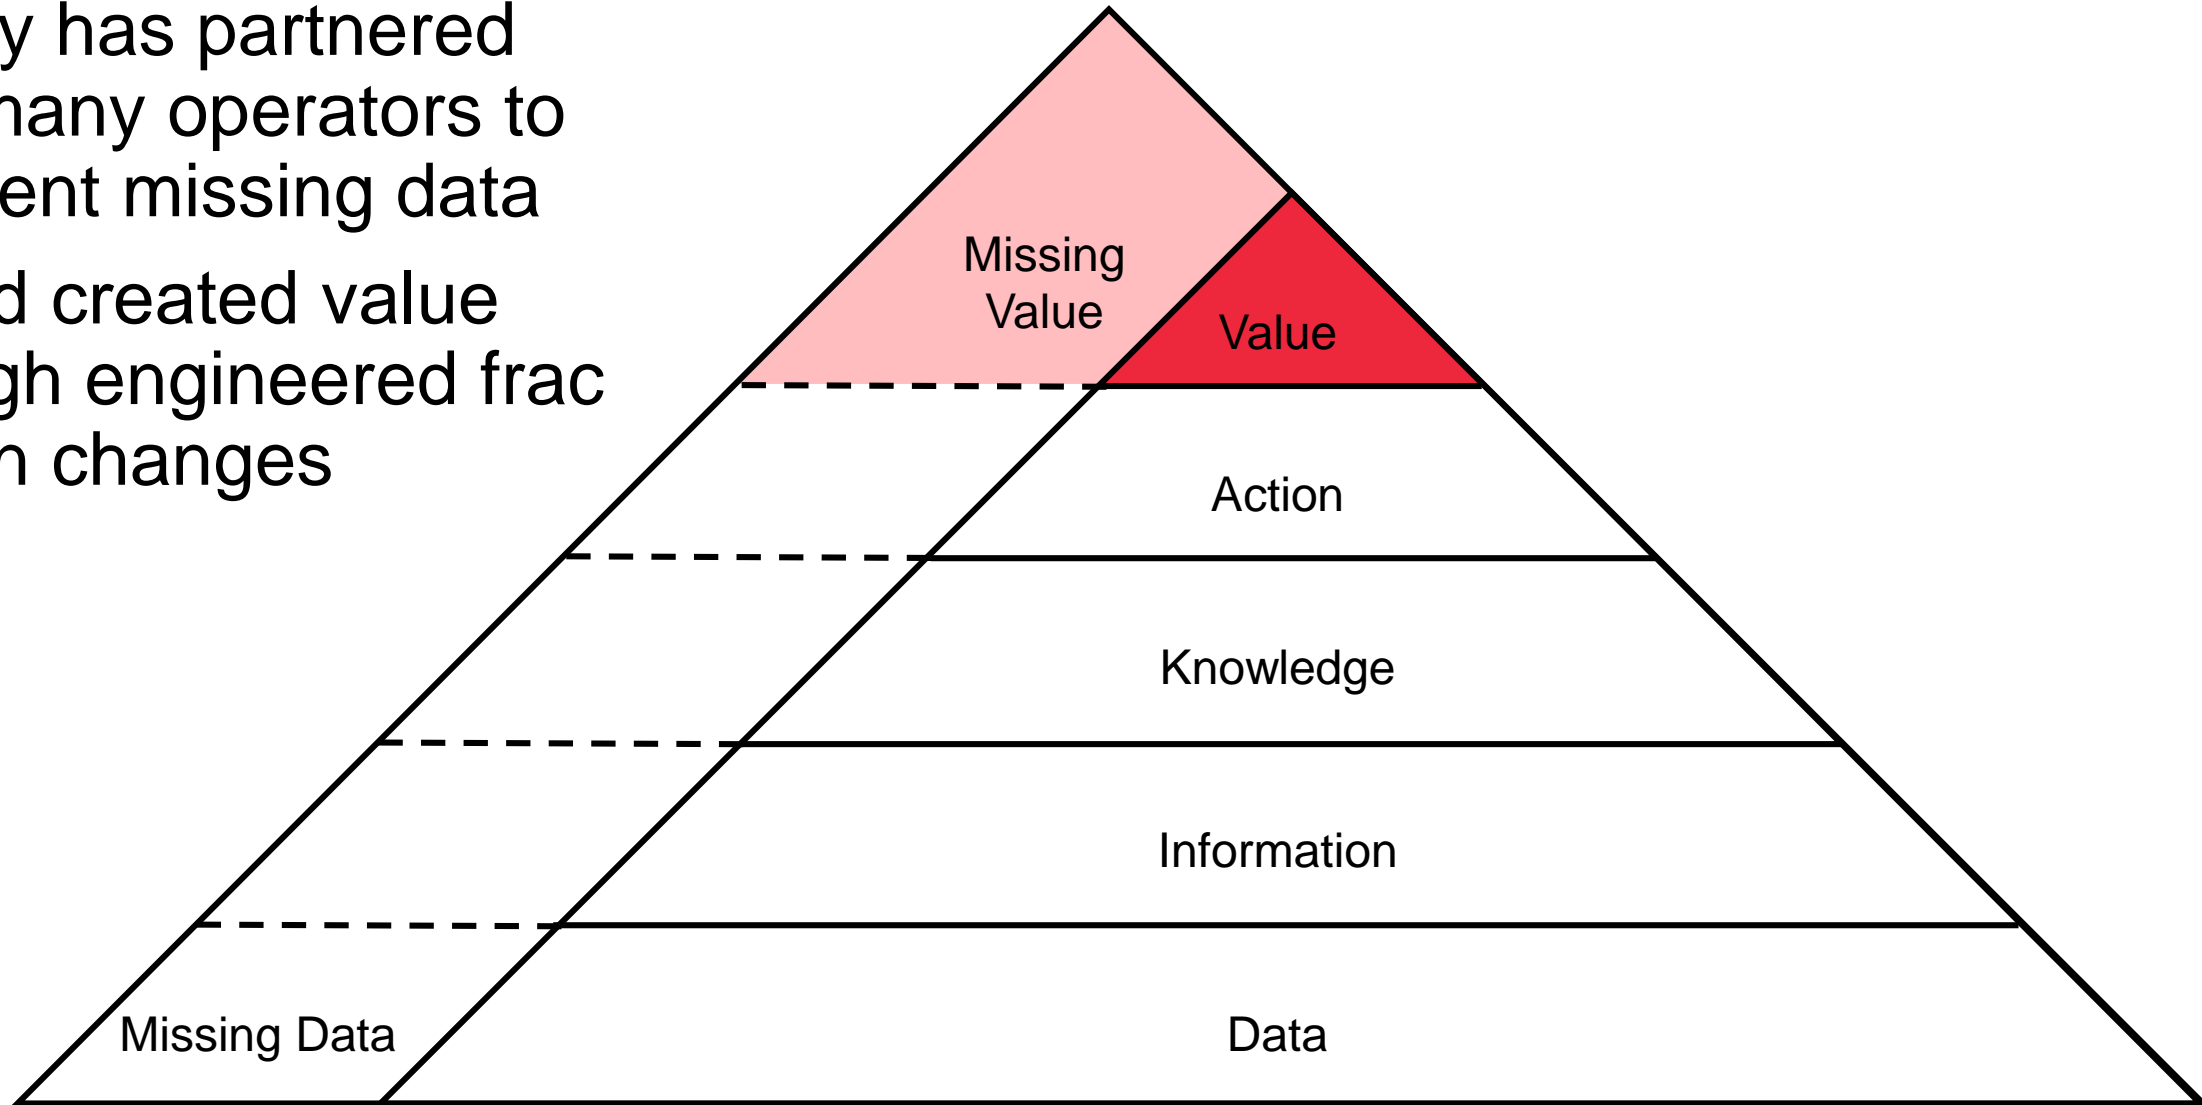 y has partnered
many operators to
ent missing data
d created value
gh engineered frac
n changes
Missing
Value
Value
Action
Knowledge
Information
Missing Data
Data